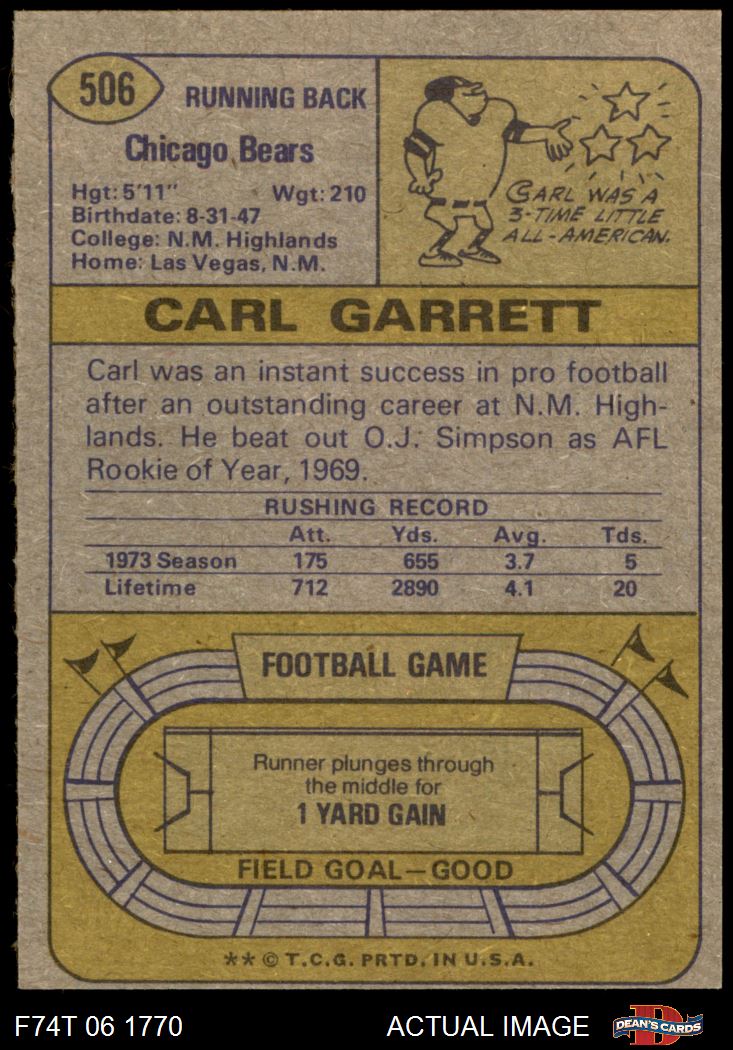 506
RUNNING BACK
Chicago Bears
Hgt: 5'11" Wgt: 210
Birthdate: 8-31-47
College: N.M. Highlands
Home: Las Vegas, N.M.
CARL WAS A
3-TIME LITTLE
ALL-AMERICAN.
CARL GARRETT
Carl was an instant success in pro football
after an outstanding career at N.M. High-
lands. He beat out O.J. Simpson as AFL
Rookie of Year, 1969.
RUSHING RECORD
Att. Yds. Avg. Tds.
1973 Season 175 655 3.7 5
Lifetime 712 2890 4.1 20
FOOTBALL GAME
Runner plunges through
the middle for
1 YARD GAIN
FIELD GOAL—GOOD
** © T.C.G. PRTD. IN U.S.A.
F74T 06 1770 ACTUAL IMAGE
D
DEAN'S CARDS